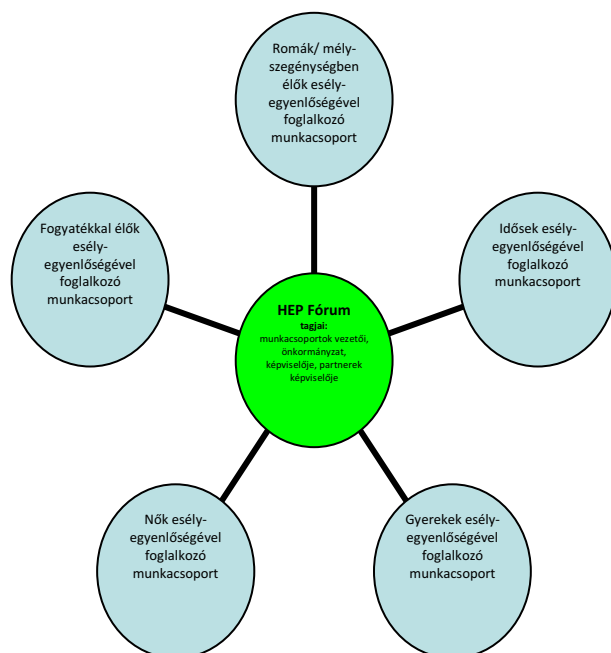 Romák/ mély-
szegénységben
élők esély-
egyenlőségével
foglalkozó
munkacsoport
Fogyatékkal élők
esély-
egyenlőségével
foglalkozó
munkacsoport
Idősek esély-
egyenlőségével
foglalkozó
munkacsoport
HEP Fórum
tagjai:
munkacsoportok vezetői,
önkormányzat,
képviselője, partnerek
képviselője
Nők esély-
egyenlőségével
foglalkozó
munkacsoport
Gyerekek esély-
egyenlőségével
foglalkozó
munkacsoport